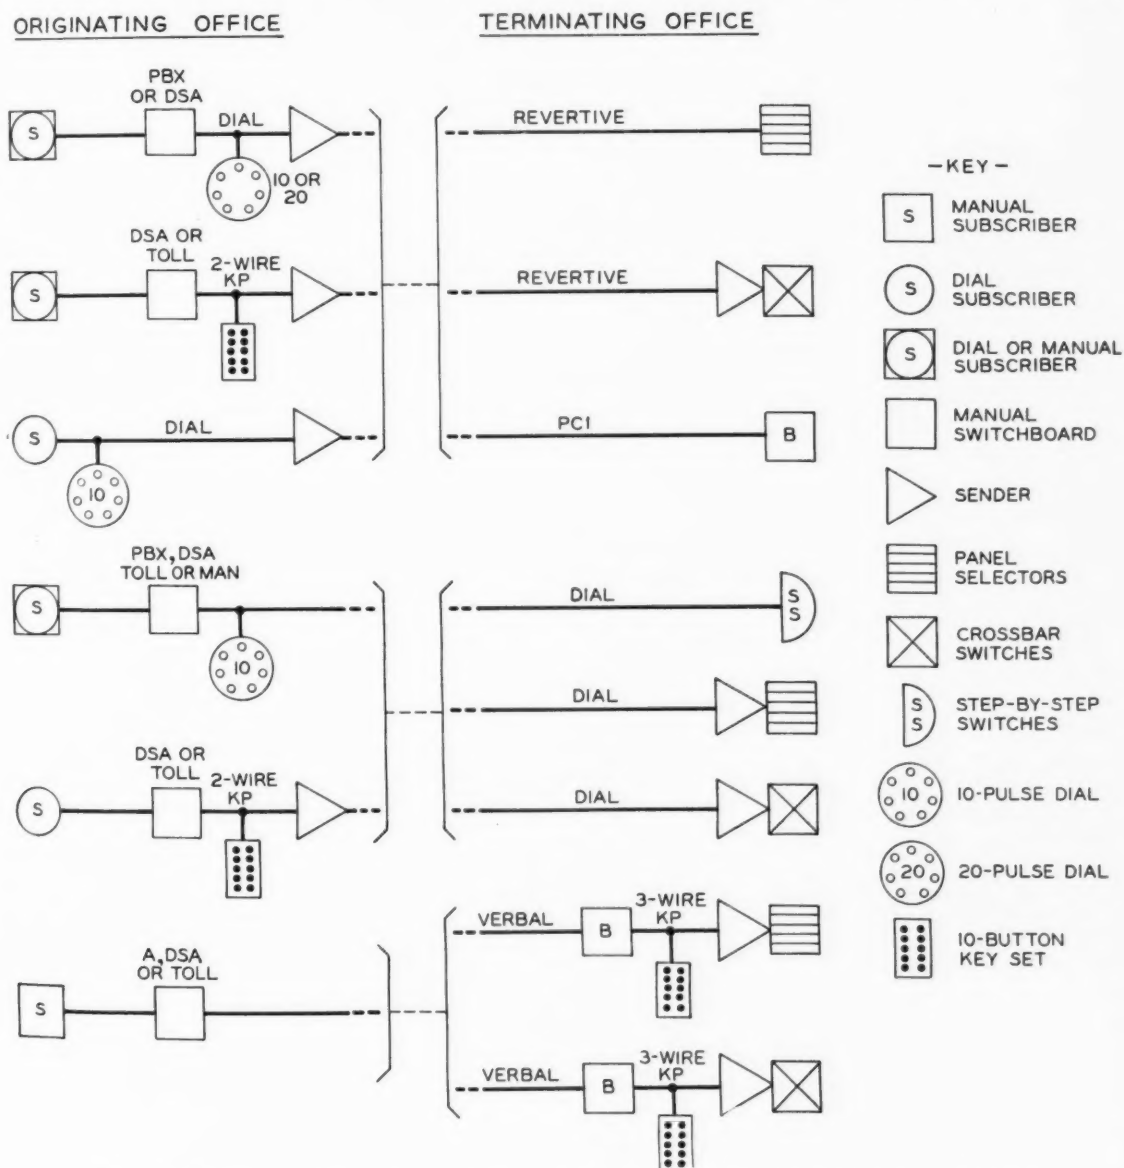 ORIGINATING OFFICE
TERMINATING OFFICE
PBX
OR DSA
S
DIAL
10 OR
20
REVERTIVE
DSA OR
TOLL
S
2-WIRE
KP
REVERTIVE
S
DIAL
10
PCI
B
PBX, DSA
TOLL OR MAN
S
10
DIAL
S
S
DIAL
DSA OR
TOLL
S
2-WIRE
KP
DIAL
A, DSA
OR TOLL
S
VERBAL
B
3-WIRE
KP
VERBAL
B
3-WIRE
KP
-KEY-
S
MANUAL
SUBSCRIBER
S
DIAL
SUBSCRIBER
S
DIAL OR MANUAL
SUBSCRIBER
MANUAL
SWITCHBOARD
SENDER
PANEL
SELECTORS
CROSSBAR
SWITCHES
S
S
STEP-BY-STEP
SWITCHES
10
10-PULSE DIAL
20
20-PULSE DIAL
10-BUTTON
KEY SET